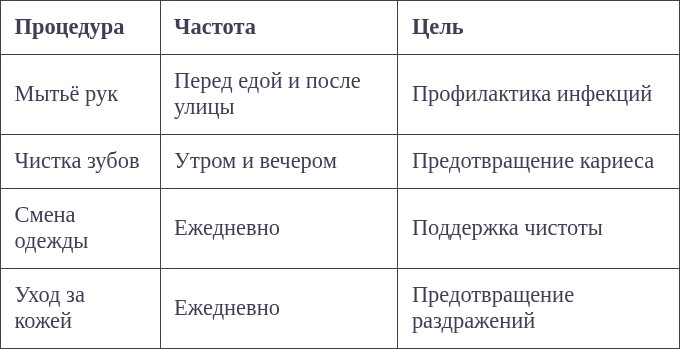 Процедура Частота Цель
Мытьё рук Перед едой и после улицы Профилактика инфекций
Чистка зубов Утром и вечером Предотвращение кариеса
Смена одежды Ежедневно Поддержка чистоты
Уход за кожей Ежедневно Предотвращение раздражений